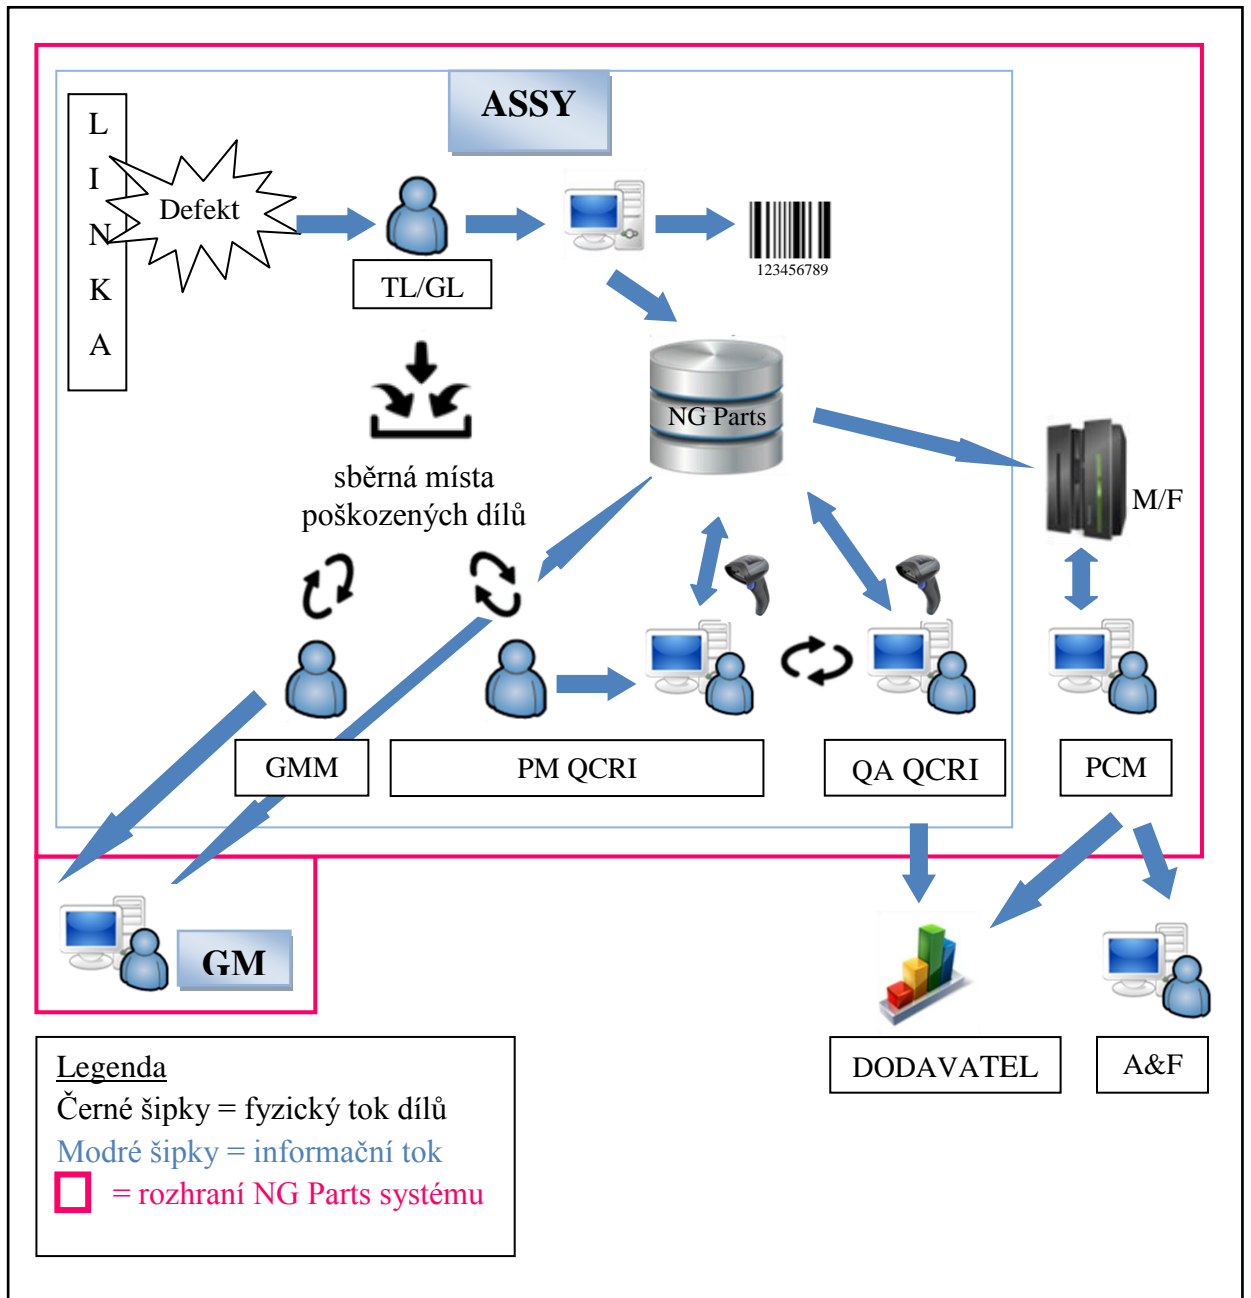 ASSY
L
I
N
K
A
Defekt
TL/GL
123456789
NG Parts
sběrná místa
poškozených dílů
M/F
GMM
PM QCRI
QA QCRI
PCM
GM
DODAVATEL
A&F
Legenda
Černé šipky = fyzický tok dílů
Modré šipky = informační tok
= rozhraní NG Parts systému